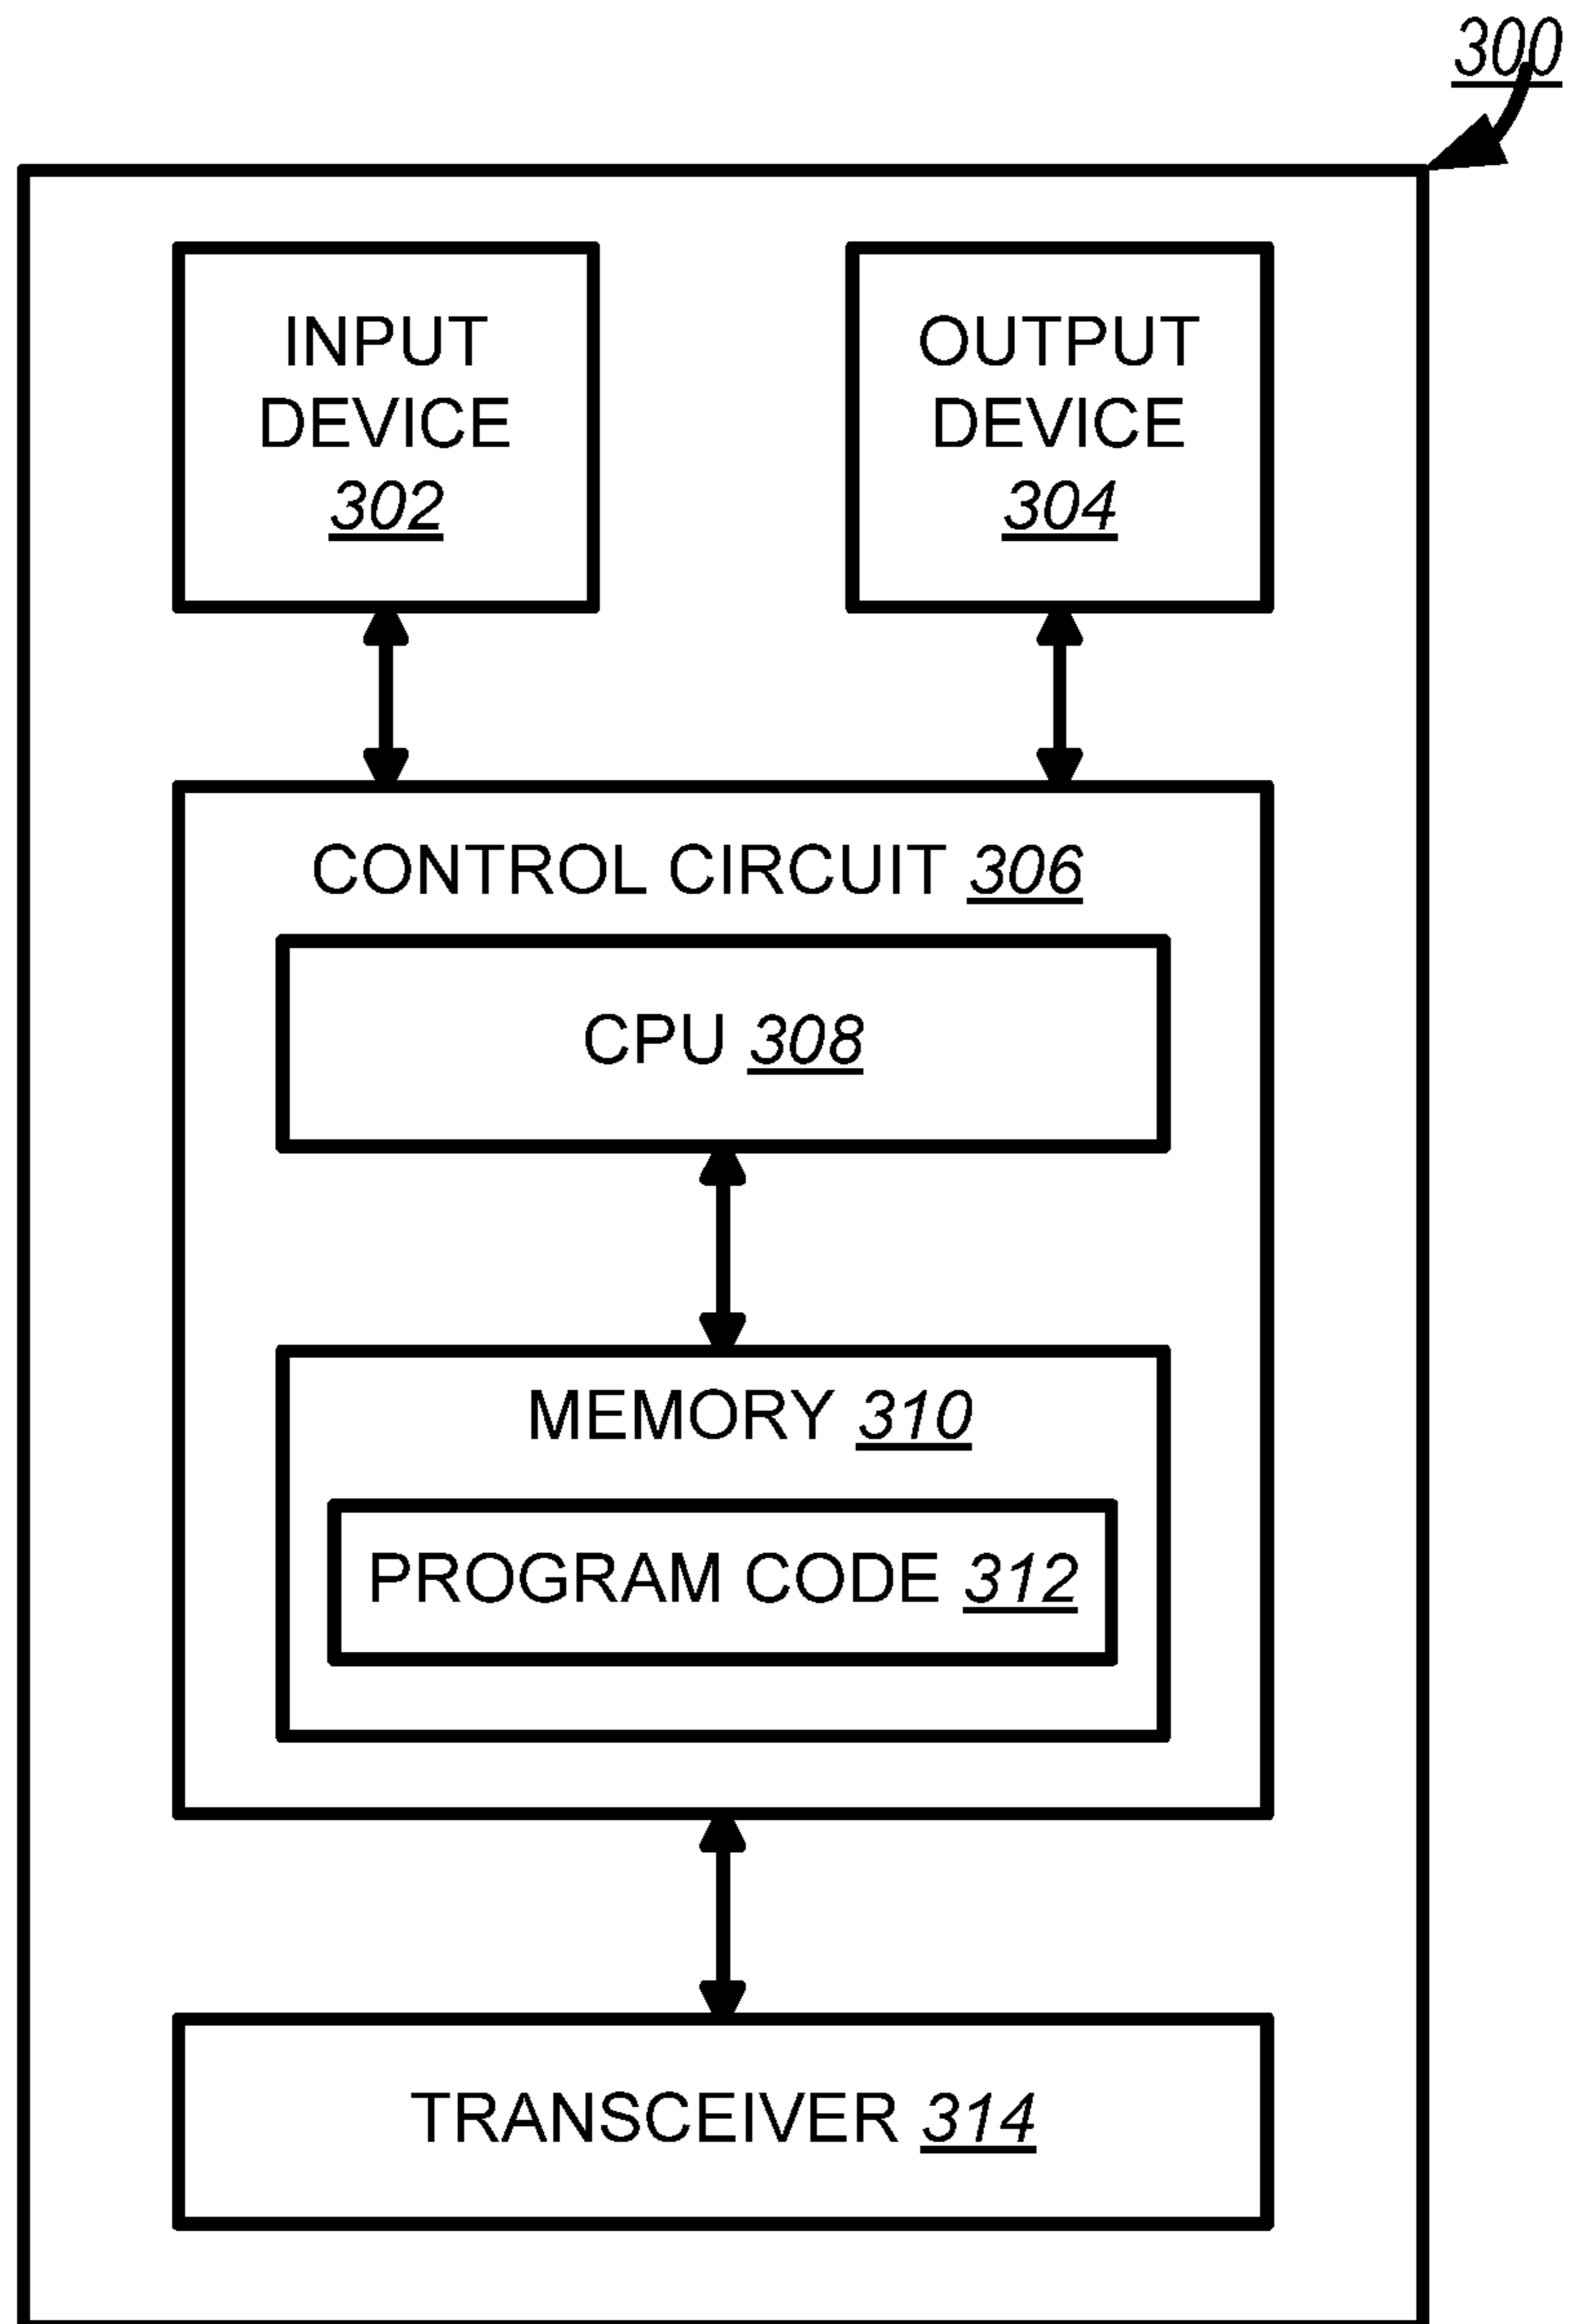 300
INPUT
DEVICE
302
OUTPUT
DEVICE
304
CONTROL CIRCUIT 306
CPU 308
MEMORY 310
PROGRAM CODE 312
TRANSCEIVER 314